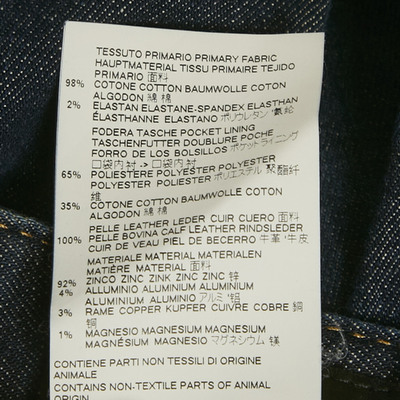 TESSUTO PRIMARIO PRIMARY FABRIC
HAUPTMATERIAL TISSU PRIMAIRE TEJIDO
PRIMARIO 面料
98% COTONE COTTON BAUMWOLLE COTON
ALGODON 綿 棉
2% ELASTAN ELASTANE-SPANDEX ELASTHAN
ÉLASTHANNE ELASTANO ポリウレタン
FODERA TASCHE POCKET LINING
TASCHENFUTTER DOUBLURE POCHE
FORRO DE LOS BOLSILLOS ポケットライニング
口袋内衬 -> 口袋内衬
65% POLIESTERE POLYESTER POLYESTER
POLYESTER POLIESTER ポリエステル 聚酯纤
维
35% COTONE COTTON BAUMWOLLE COTON
ALGODON 綿 棉
PELLE LEATHER LEDER CUIR CUERO 面料
100% PELLE BOVINA CALF LEATHER RINDSLEDER
CUIR DE VEAU PIEL DE BECERRO 牛革 牛皮
MATERIALE MATERIAL MATERIALEN
MATIÈRE MATERIAL 面料
92% ZINCO ZINC ZINK ZINC ZINC 锌
4% ALLUMINIO ALUMINIUM ALUMINIUM
ALUMINIUM ALUMINIO アルミ 铝
3% RAME COPPER KUPFER CUIVRE COBRE 銅
铜
1% MAGNESIO MAGNESIUM MAGNESIUM
MAGNÉSIUM MAGNESIO マグネシウム 镁
CONTIENE PARTI NON TESSILI DI ORIGINE
ANIMALE
CONTAINS NON-TEXTILE PARTS OF ANIMAL
ORIGIN